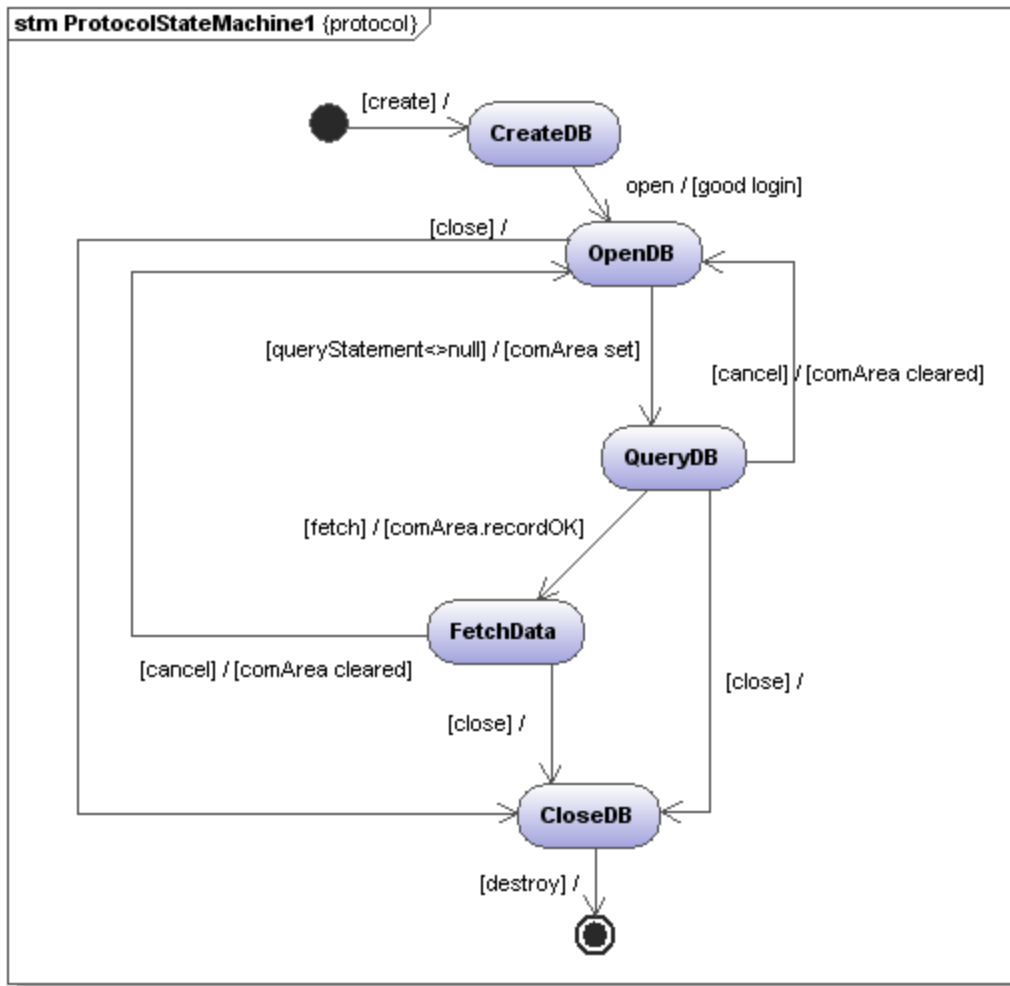 stm ProtocolStateMachine1 {protocol}
[create] /
CreateDB
open / [good login]
[close] /
OpenDB
[queryStatement<>null] / [comArea set]
[cancel] / [comArea cleared]
QueryDB
[fetch] / [comArea.recordOK]
FetchData
[cancel] / [comArea cleared]
[close] /
[close] /
CloseDB
[destroy] /